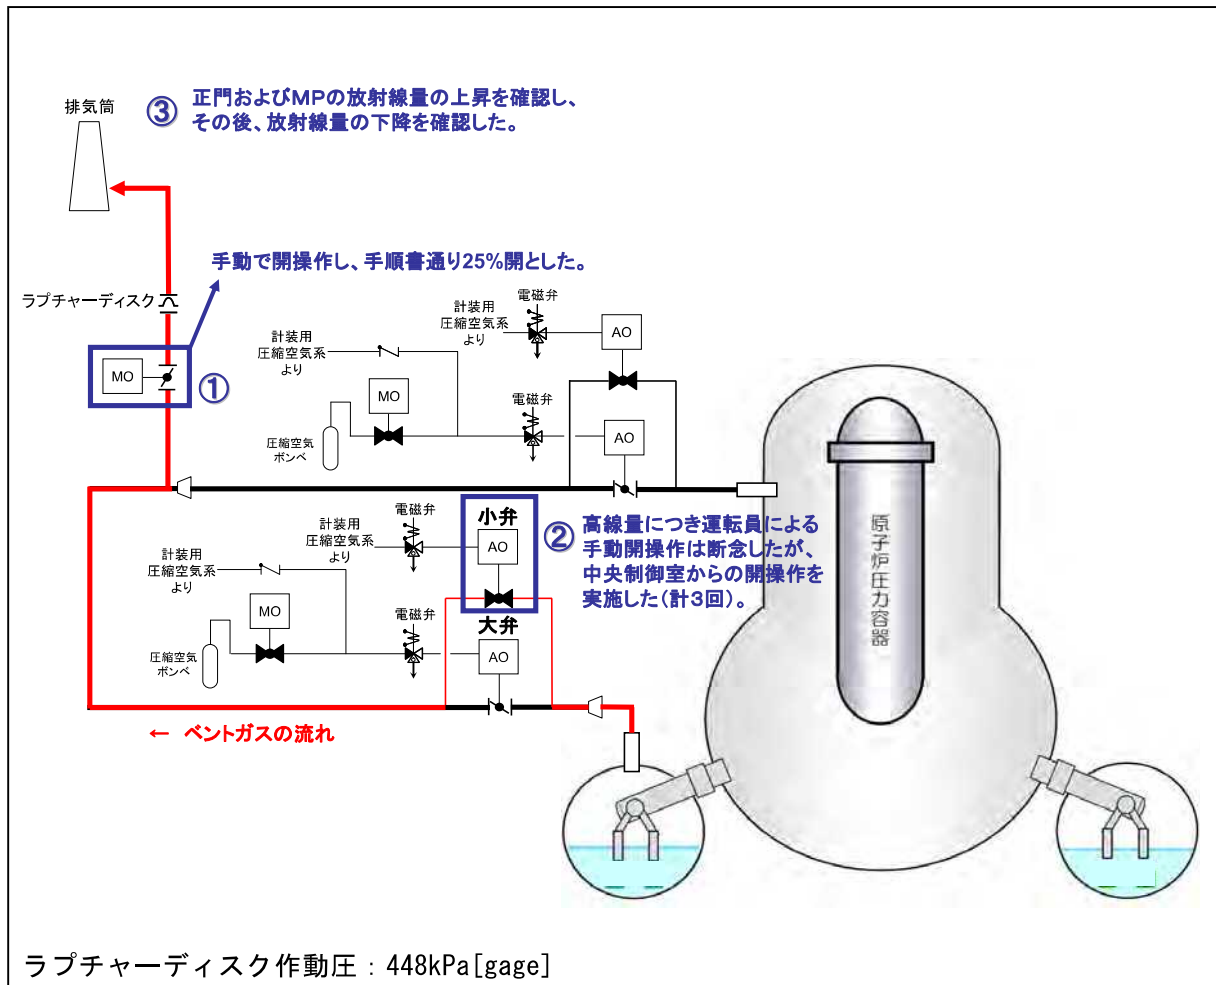 排気筒
③
正門およびMPの放射線量の上昇を確認し、
その後、放射線量の下降を確認した。
手動で開操作し、手順書通り25%開とした。
ラプチャーディスク
MO
①
計装用
圧縮空気系
より
電磁弁
AO
計装用
圧縮空気系
より
MO
電磁弁
AO
圧縮空気
ボンベ
原子炉圧力容器
電磁弁
小弁
AO
②
高線量につき運転員による
手動開操作は断念したが、
中央制御室からの開操作を
実施した(計3回)。
計装用
圧縮空気系
より
計装用
圧縮空気系
より
MO
電磁弁
大弁
AO
圧縮空気
ボンベ
← ベントガスの流れ
ラプチャーディスク作動圧：448kPa[gage]